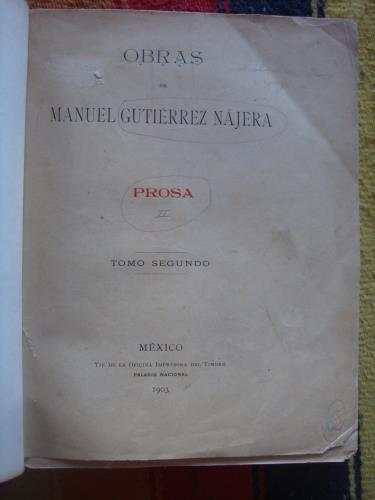 OBRAS
DE
MANUEL GUTIÉRREZ NÁJERA
PROSA
II
TOMO SEGUNDO
MÉXICO
TIP. DE LA OFICINA IMPRESORA DEL TIMBRE
PALACIO NACIONAL
1903